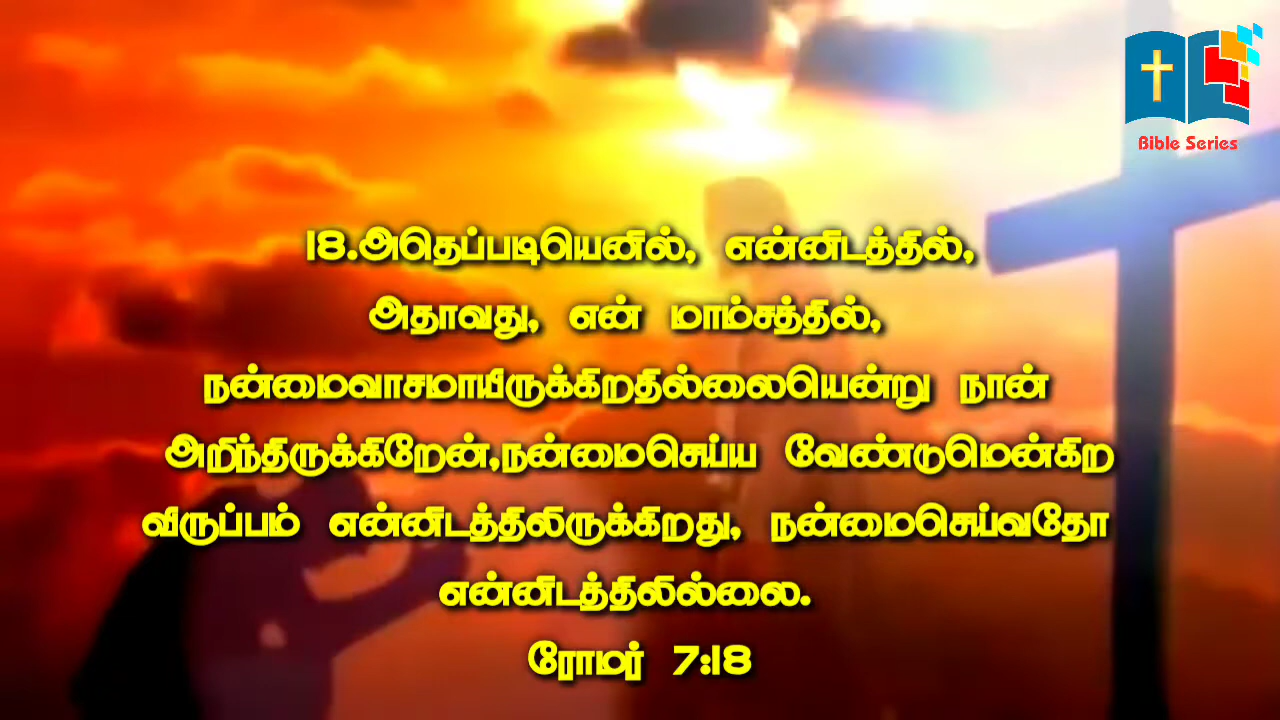 Bible Series
18.அதெப்படியெனில், என்னிடத்தில்,
அதாவது, என் மாம்சத்தில்,
நன்மைவாசமாயிருக்கிறதில்லையென்று நான்
அறிந்திருக்கிறேன்,நன்மைசெய்ய வேண்டுமென்கிற
விருப்பம் என்னிடத்திலிருக்கிறது, நன்மைசெய்வதோ
என்னிடத்திலில்லை.
ரோமர் 7:18